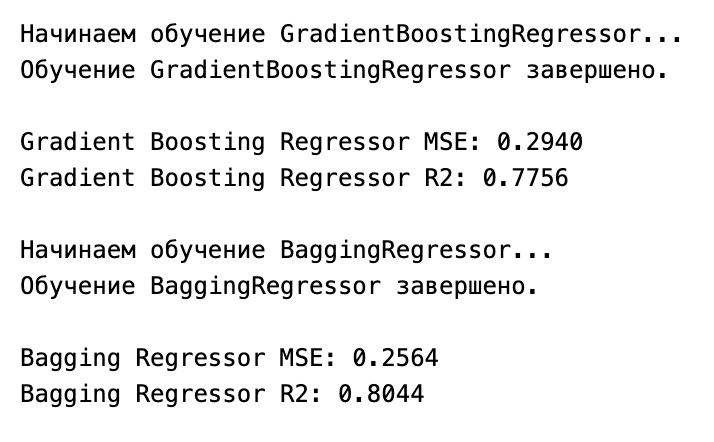 Начинаем обучение GradientBoostingRegressor...
Обучение GradientBoostingRegressor завершено.
Gradient Boosting Regressor MSE: 0.2940
Gradient Boosting Regressor R2: 0.7756
Начинаем обучение BaggingRegressor...
Обучение BaggingRegressor завершено.
Bagging Regressor MSE: 0.2564
Bagging Regressor R2: 0.8044